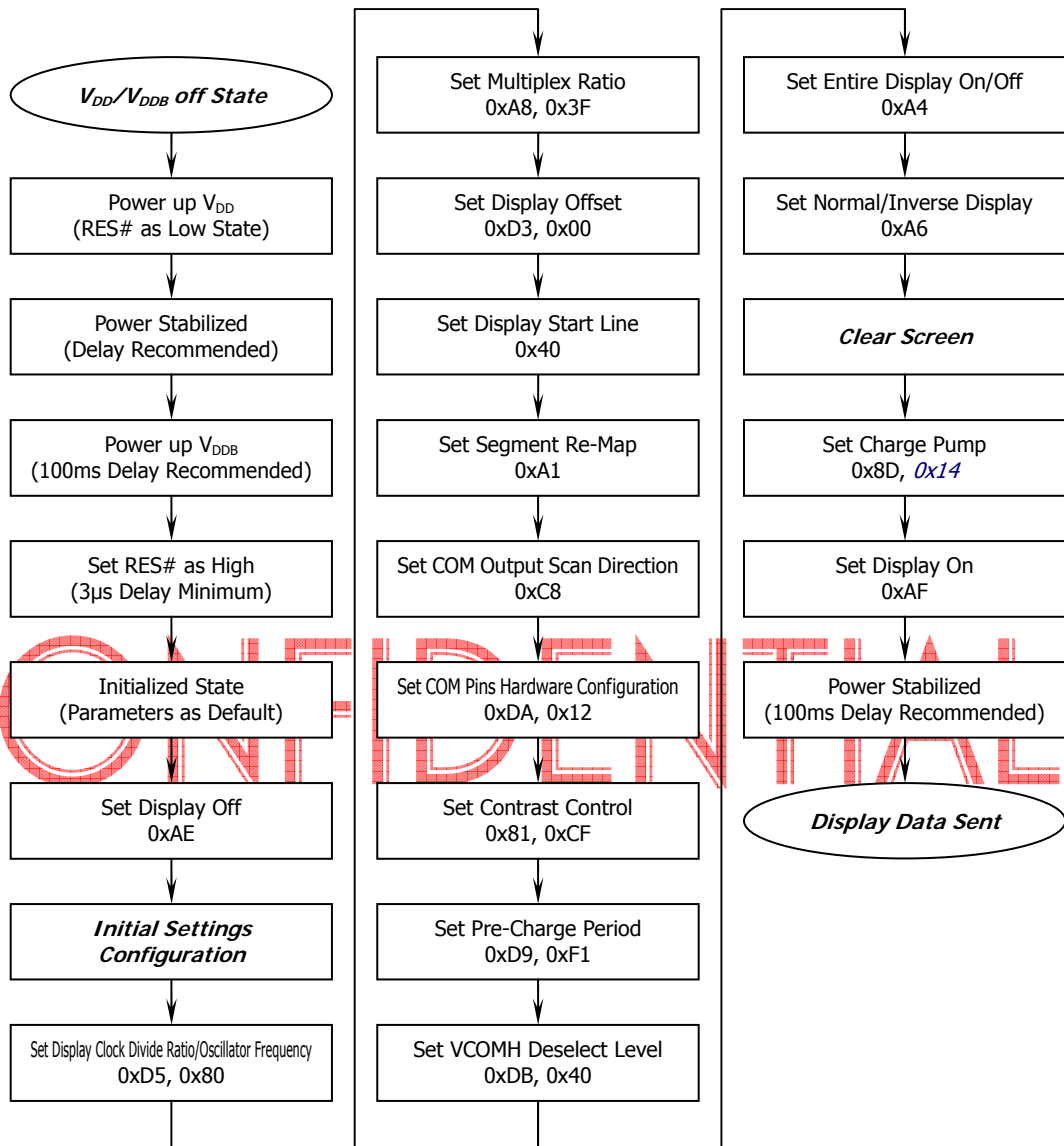 V_DD/V_DDB off State
Power up V_DD
(RES# as Low State)
Power Stabilized
(Delay Recommended)
Power up V_DDB
(100ms Delay Recommended)
Set RES# as High
(3µs Delay Minimum)
Initialized State
(Parameters as Default)
Set Display Off
0xAE
Initial Settings
Configuration
Set Display Clock Divide Ratio/Oscillator Frequency
0xD5, 0x80
Set Multiplex Ratio
0xA8, 0x3F
Set Display Offset
0xD3, 0x00
Set Display Start Line
0x40
Set Segment Re-Map
0xA1
Set COM Output Scan Direction
0xC8
Set COM Pins Hardware Configuration
0xDA, 0x12
Set Contrast Control
0x81, 0xCF
Set Pre-Charge Period
0xD9, 0xF1
Set VCOMH Deselect Level
0xDB, 0x40
Set Entire Display On/Off
0xA4
Set Normal/Inverse Display
0xA6
Clear Screen
Set Charge Pump
0x8D, 0x14
Set Display On
0xAF
Power Stabilized
(100ms Delay Recommended)
Display Data Sent
ONFIDENTIAL